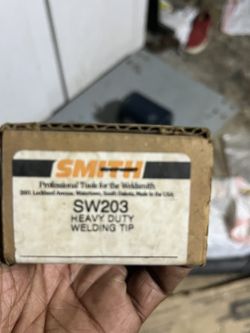 SMITH
Professional Tools for the Weldsmith
2601 Lockheed Avenue, Watertown, South Dakota, Made in the USA
SW203
HEAVY DUTY
WELDING TIP